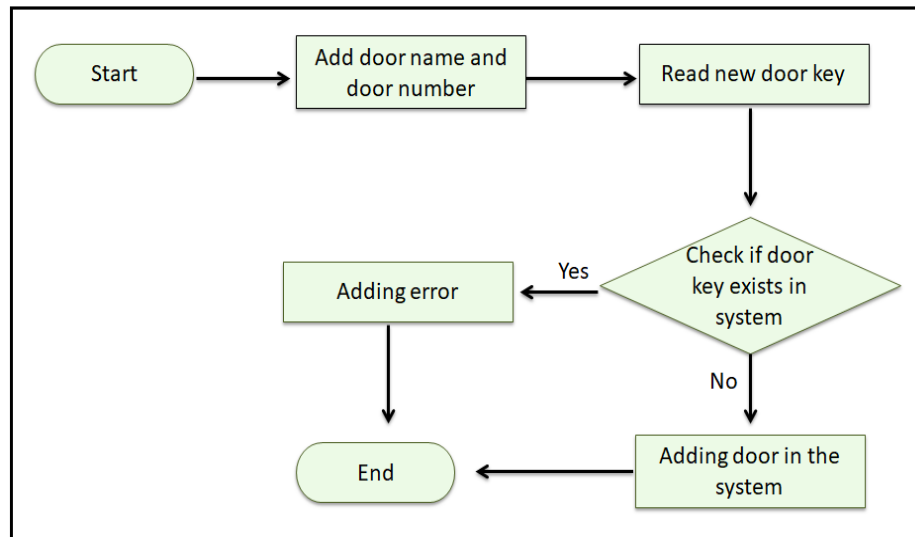 Start
Add door name and
door number
Read new door key
Check if door
key exists in
system
Yes
Adding error
No
Adding door in the
system
End